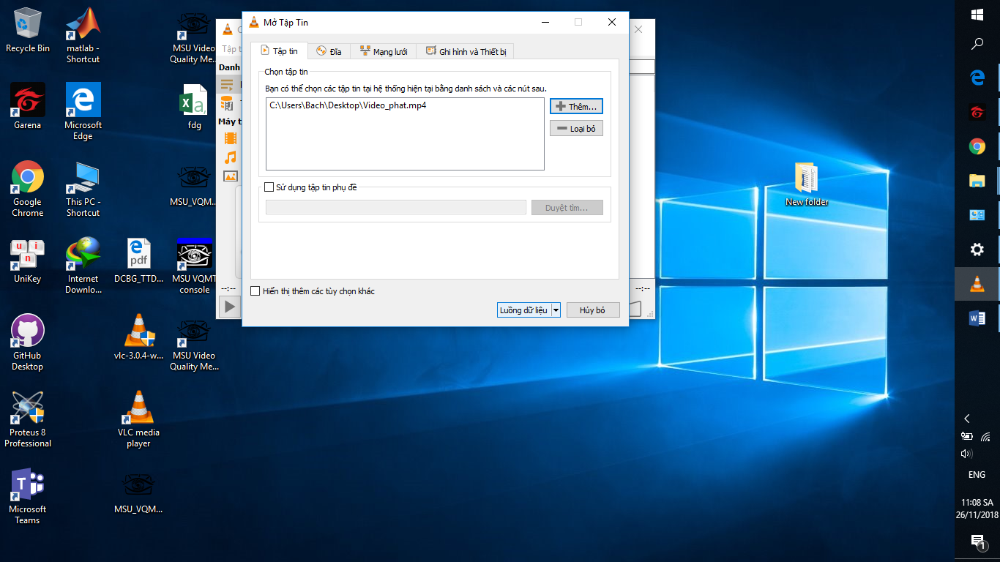 Recycle Bin
matlab -
Shortcut
MSU Video
Quality Me...
Garena
Microsoft
Edge
fdg
Google
Chrome
This PC -
Shortcut
MSU_VQM...
UniKey
Internet
Downlo...
DCBG_TTD...
MSU VQMT
console
GitHub
Desktop
vlc-3.0.4-w...
MSU Video
Quality Me...
Proteus 8
Professional
VLC media
player
Microsoft
Teams
MSU_VQM...
New folder
Mở Tập Tin
Tập tin
Đĩa
Mạng lưới
Ghi hình và Thiết bị
Chọn tập tin
Bạn có thể chọn các tập tin tại hệ thống hiện tại bằng danh sách và các nút sau.
C:\Users\Bach\Desktop\Video_phat.mp4
Thêm...
Loại bỏ
Sử dụng tập tin phụ đề
Duyệt tìm...
Hiển thị thêm các tùy chọn khác
Luồng dữ liệu
Hủy bỏ
Danh
Máy t
--:--
--:--
ENG
11:08 SA
26/11/2018
1